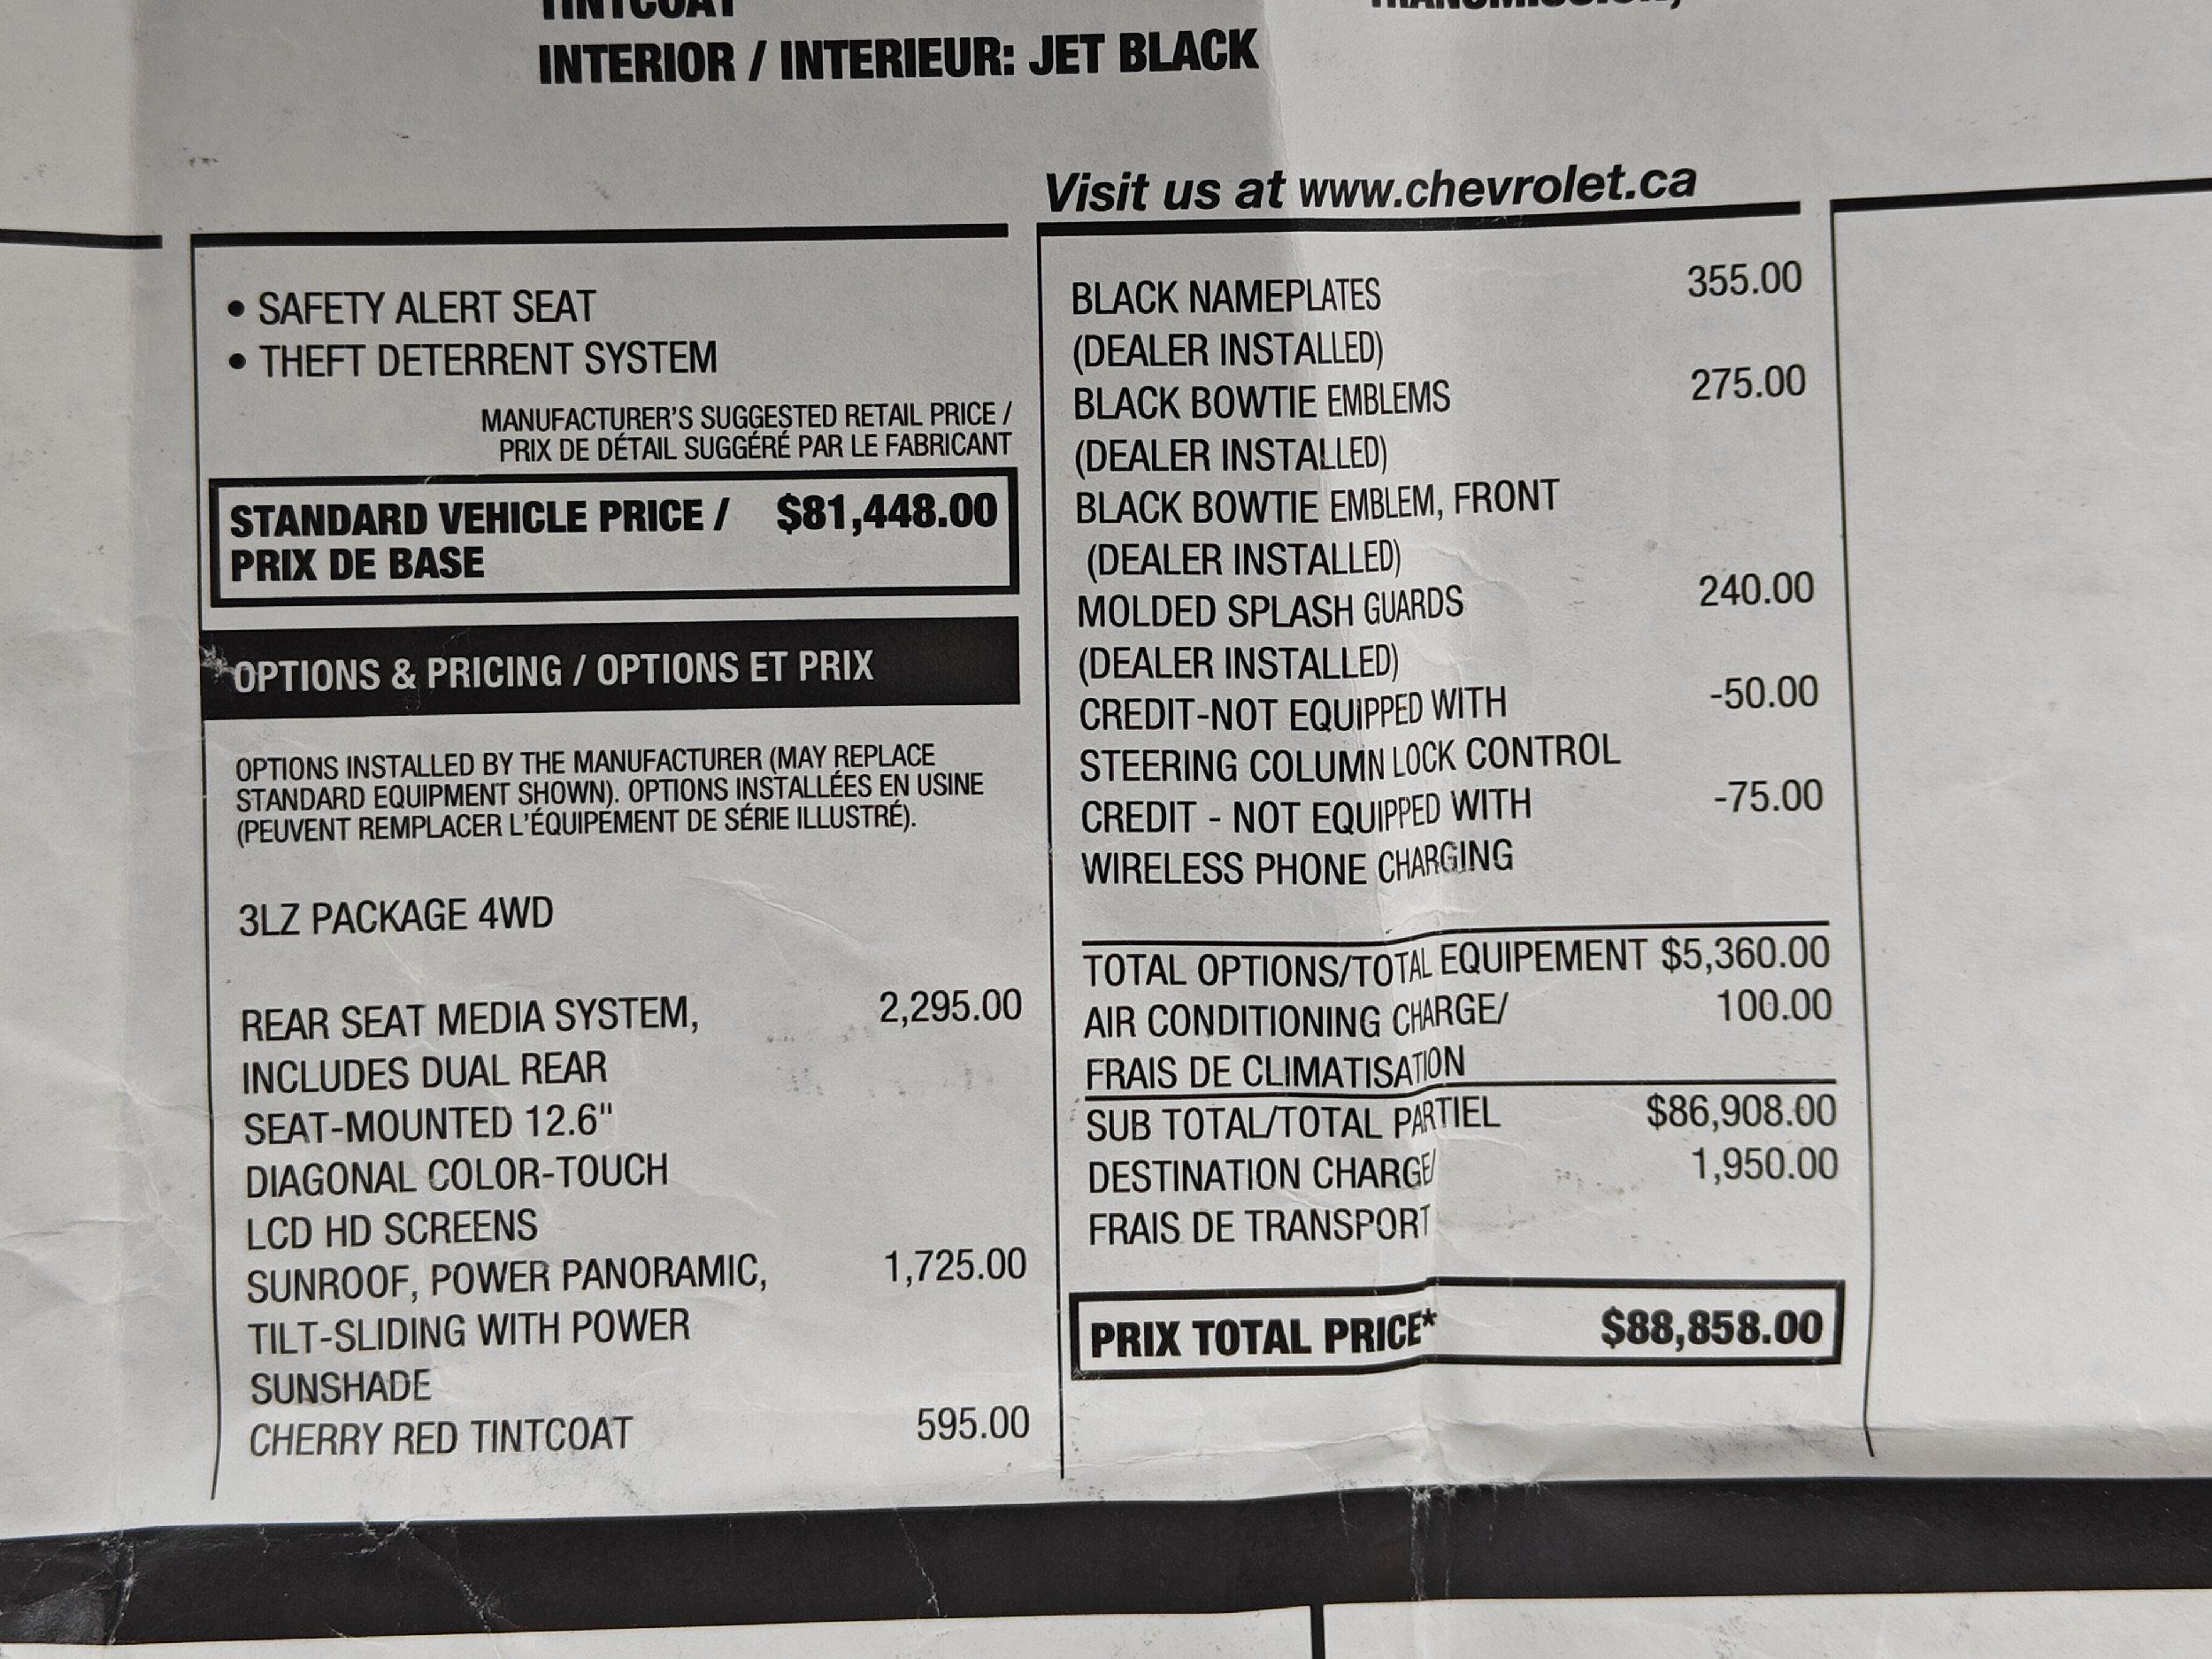 TINTCOAT
INTERIOR / INTERIEUR: JET BLACK
Visit us at www.chevrolet.ca
• SAFETY ALERT SEAT
• THEFT DETERRENT SYSTEM
MANUFACTURER'S SUGGESTED RETAIL PRICE /
PRIX DE DÉTAIL SUGGÉRÉ PAR LE FABRICANT
STANDARD VEHICLE PRICE / $81,448.00
PRIX DE BASE
OPTIONS & PRICING / OPTIONS ET PRIX
OPTIONS INSTALLED BY THE MANUFACTURER (MAY REPLACE
STANDARD EQUIPMENT SHOWN). OPTIONS INSTALLÉES EN USINE
(PEUVENT REMPLACER L'ÉQUIPEMENT DE SÉRIE ILLUSTRÉ).
3LZ PACKAGE 4WD
REAR SEAT MEDIA SYSTEM, 2,295.00
INCLUDES DUAL REAR
SEAT-MOUNTED 12.6"
DIAGONAL COLOR-TOUCH
LCD HD SCREENS
SUNROOF, POWER PANORAMIC, 1,725.00
TILT-SLIDING WITH POWER
SUNSHADE
CHERRY RED TINTCOAT 595.00
BLACK NAMEPLATES 355.00
(DEALER INSTALLED)
BLACK BOWTIE EMBLEMS 275.00
(DEALER INSTALLED)
BLACK BOWTIE EMBLEM, FRONT
(DEALER INSTALLED)
MOLDED SPLASH GUARDS 240.00
(DEALER INSTALLED)
CREDIT-NOT EQUIPPED WITH -50.00
STEERING COLUMN LOCK CONTROL
CREDIT - NOT EQUIPPED WITH -75.00
WIRELESS PHONE CHARGING
TOTAL OPTIONS/TOTAL EQUIPEMENT $5,360.00
AIR CONDITIONING CHARGE/ 100.00
FRAIS DE CLIMATISATION
SUB TOTAL/TOTAL PARTIEL $86,908.00
DESTINATION CHARGE/ 1,950.00
FRAIS DE TRANSPORT
PRIX TOTAL PRICE* $88,858.00